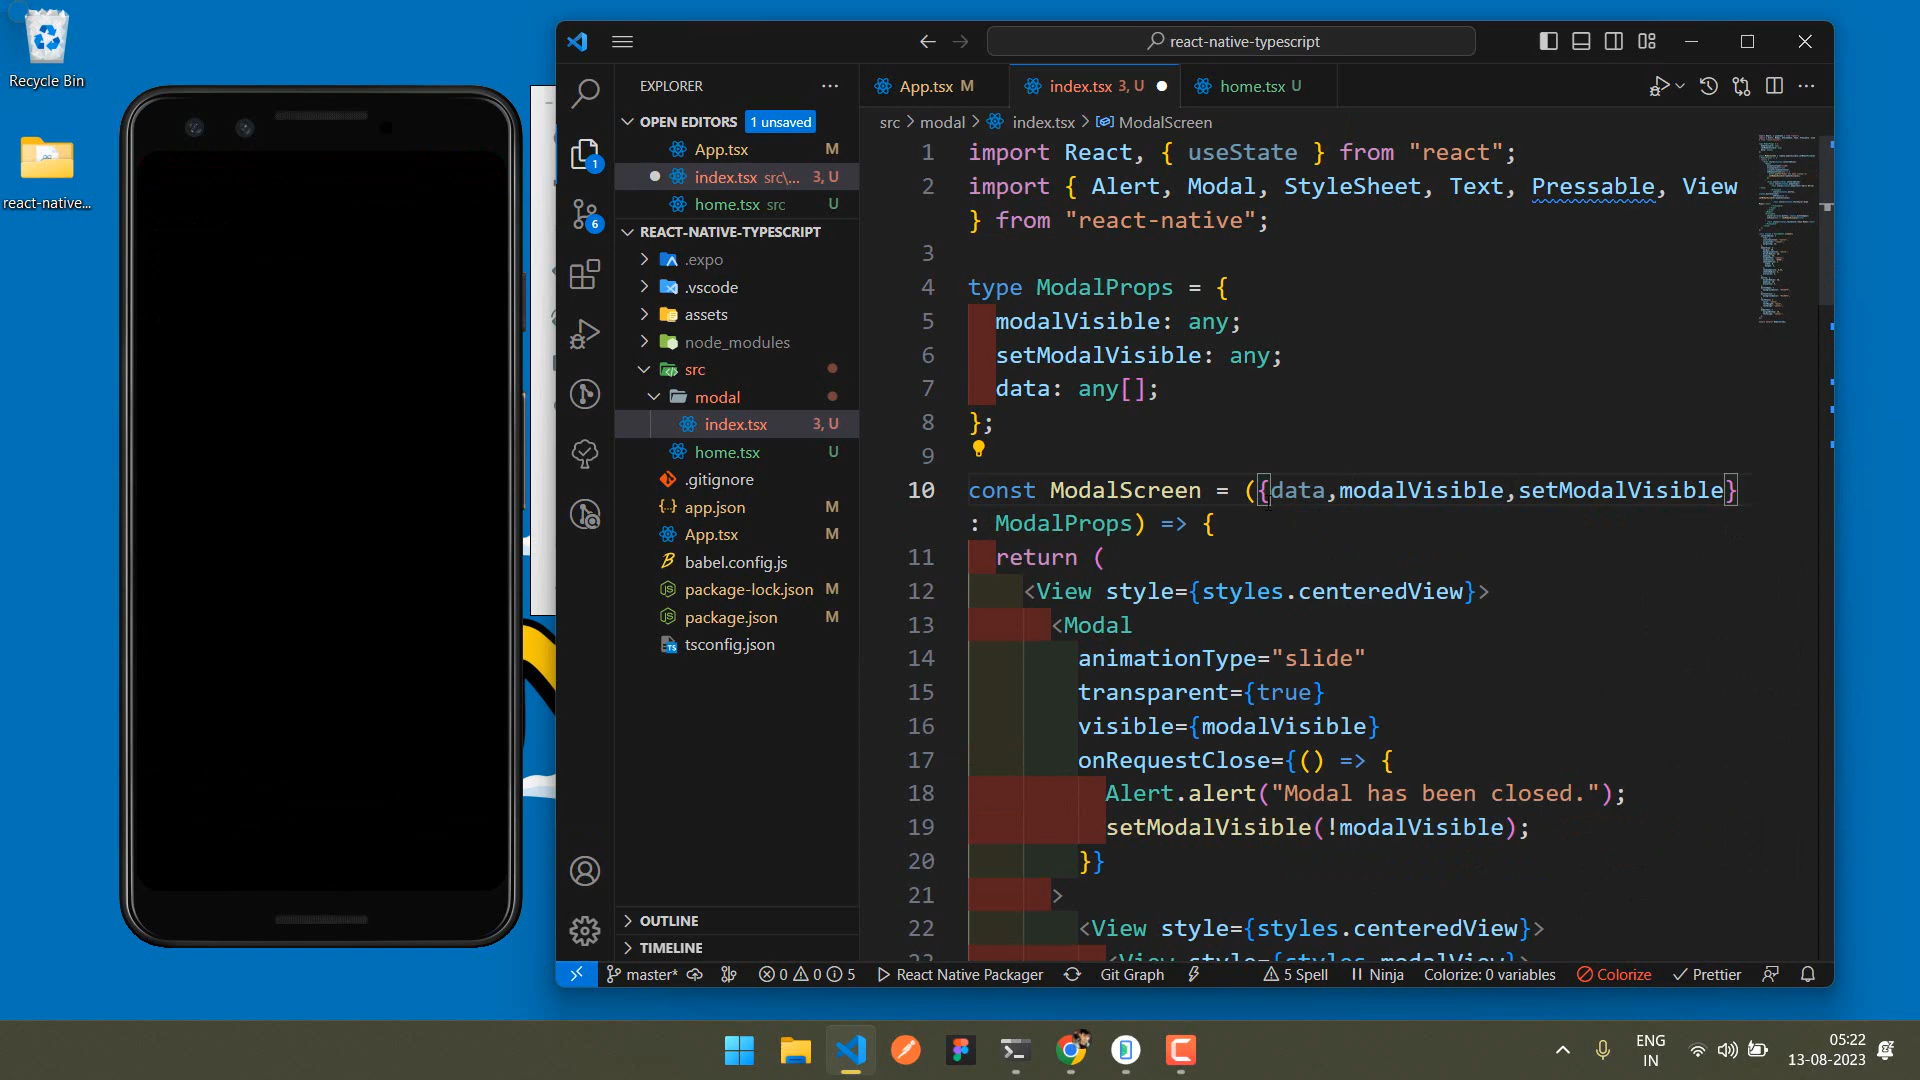 Recycle Bin
react-native...
react-native-typescript
EXPLORER
OPEN EDITORS 1 unsaved
App.tsx M
index.tsx src\... 3, U
home.tsx src U
REACT-NATIVE-TYPESCRIPT
.expo
.vscode
assets
node_modules
src
modal
index.tsx 3, U
home.tsx U
.gitignore
app.json M
App.tsx M
babel.config.js
package-lock.json M
package.json M
tsconfig.json
OUTLINE
TIMELINE
1
6
App.tsx M
index.tsx 3, U
home.tsx U
src > modal > index.tsx > ModalScreen
1 import React, { useState } from "react";
2 import { Alert, Modal, StyleSheet, Text, Pressable, View
} from "react-native";
3
4 type ModalProps = {
5 modalVisible: any;
6 setModalVisible: any;
7 data: any[];
8 };
9
10 const ModalScreen = ({data,modalVisible,setModalVisible}
: ModalProps) => {
11 return (
12 <View style={styles.centeredView}>
13 <Modal
14 animationType="slide"
15 transparent={true}
16 visible={modalVisible}
17 onRequestClose={() => {
18 Alert.alert("Modal has been closed.");
19 setModalVisible(!modalVisible);
20 }}
21 >
22 <View style={styles.centeredView}>
23 <View style={styles.modalView}>
master* 0 0 5 React Native Packager Git Graph 5 Spell Ninja Colorize: 0 variables Colorize Prettier
ENG
IN
05:22
13-08-2023